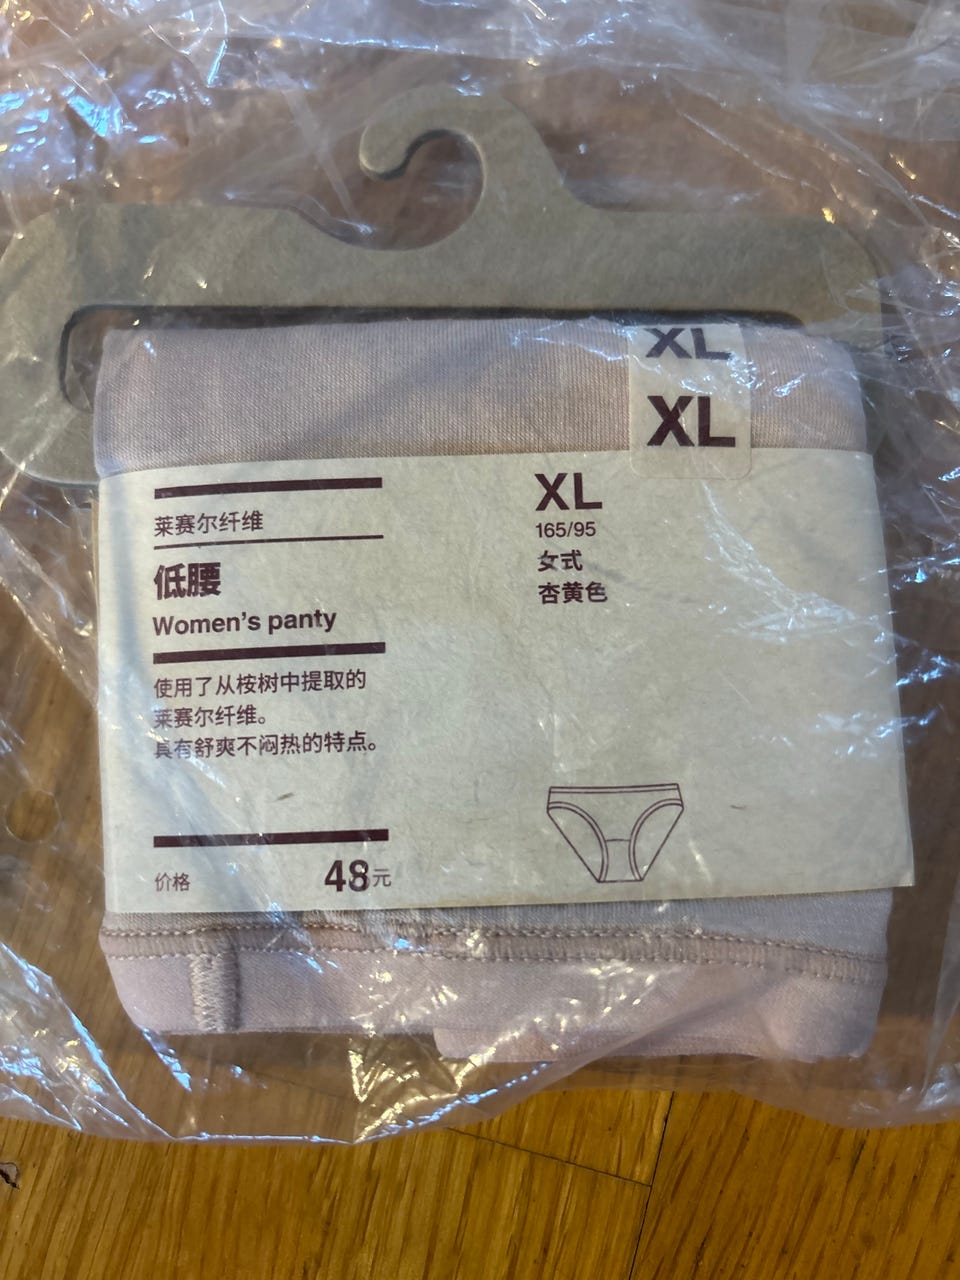 XL
XL
莱赛尔纤维
低腰
Women's panty
使用了从桉树中提取的
莱赛尔纤维。
具有舒爽不闷热的特点。
价格 48元
XL
165/95
女式
杏黄色